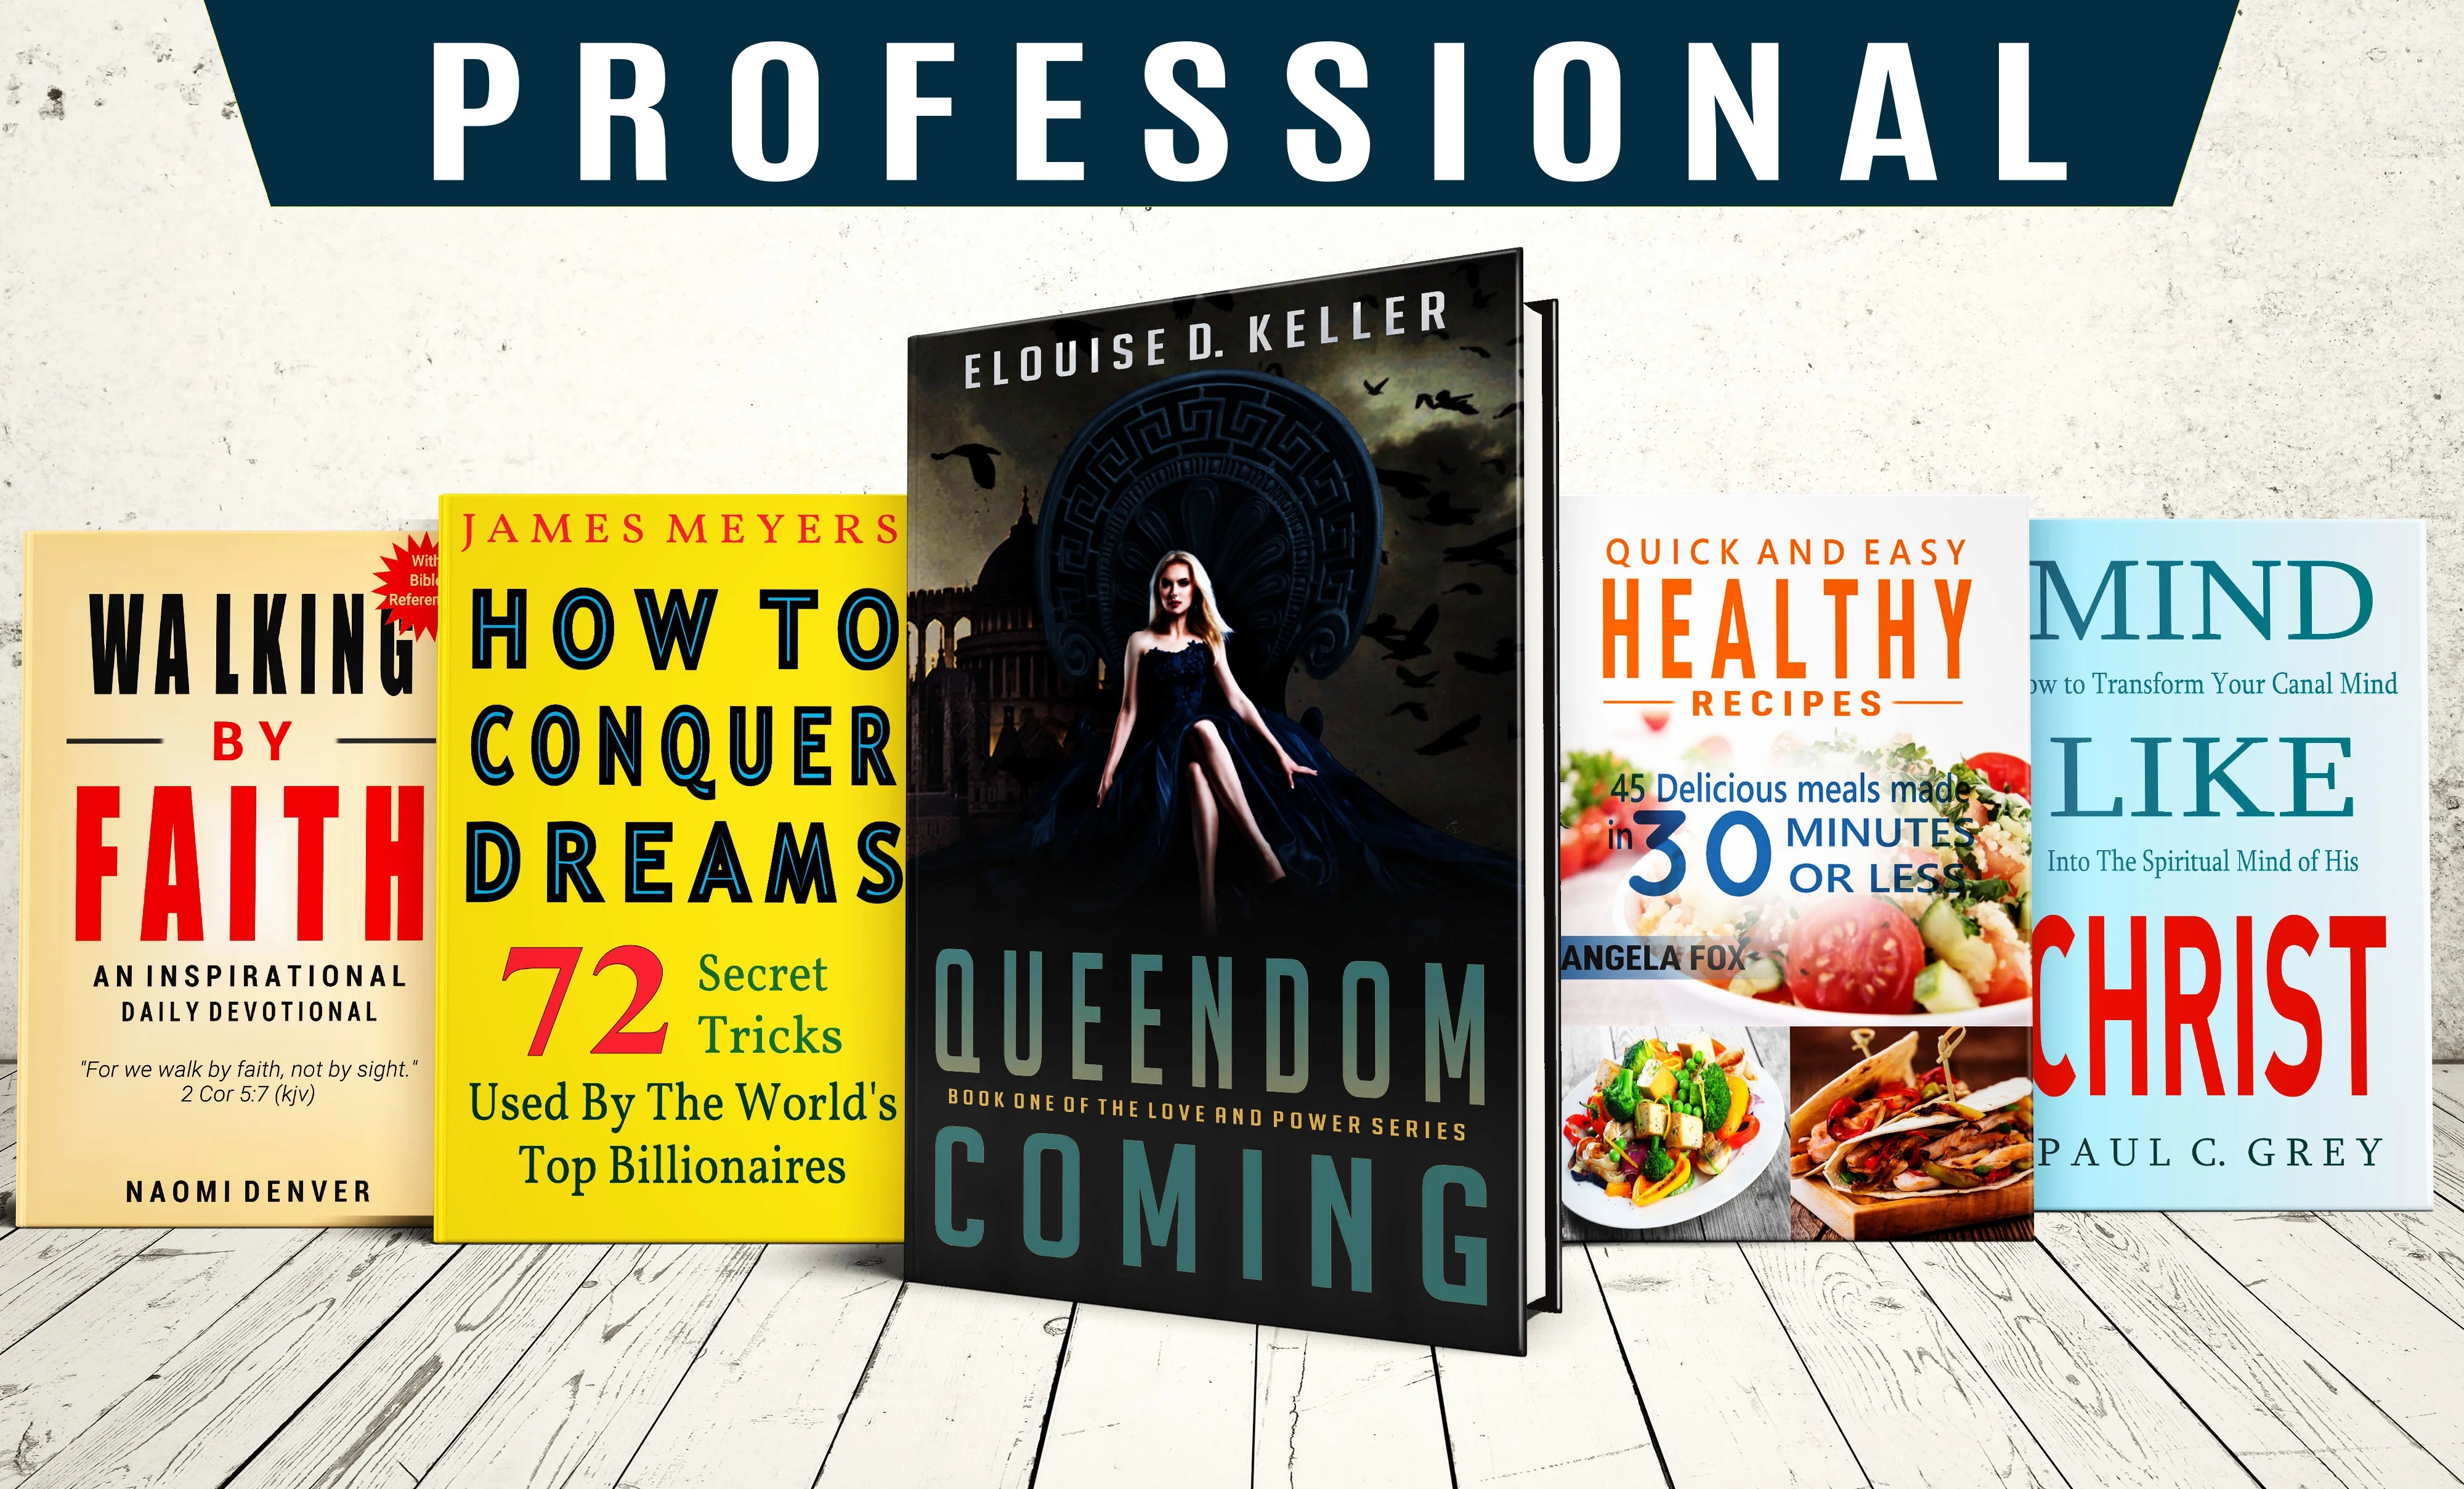 PROFESSIONAL
With
Bible
WALKING
BY
FAITH
AN INSPIRATIONAL
DAILY DEVOTIONAL
"For we walk by faith, not by sight."
2 Cor 5:7 (kjv)
NAOMI DENVER
JAMES MEYERS
HOW TO
CONQUER
DREAMS
72 Secret
Tricks
Used By The World's
Top Billionaires
ELOUISE D. KELLER
QUEENDOM
BOOK ONE OF THE LOVE AND POWER SERIES
COMING
QUICK AND EASY
HEALTHY
RECIPES
45 Delicious meals made
in 30 MINUTES
OR LESS
ANGELA FOX
MIND
to Transform Your Canal Mind
LIKE
Into The Spiritual Mind of His
CHRIST
PAUL C. GREY